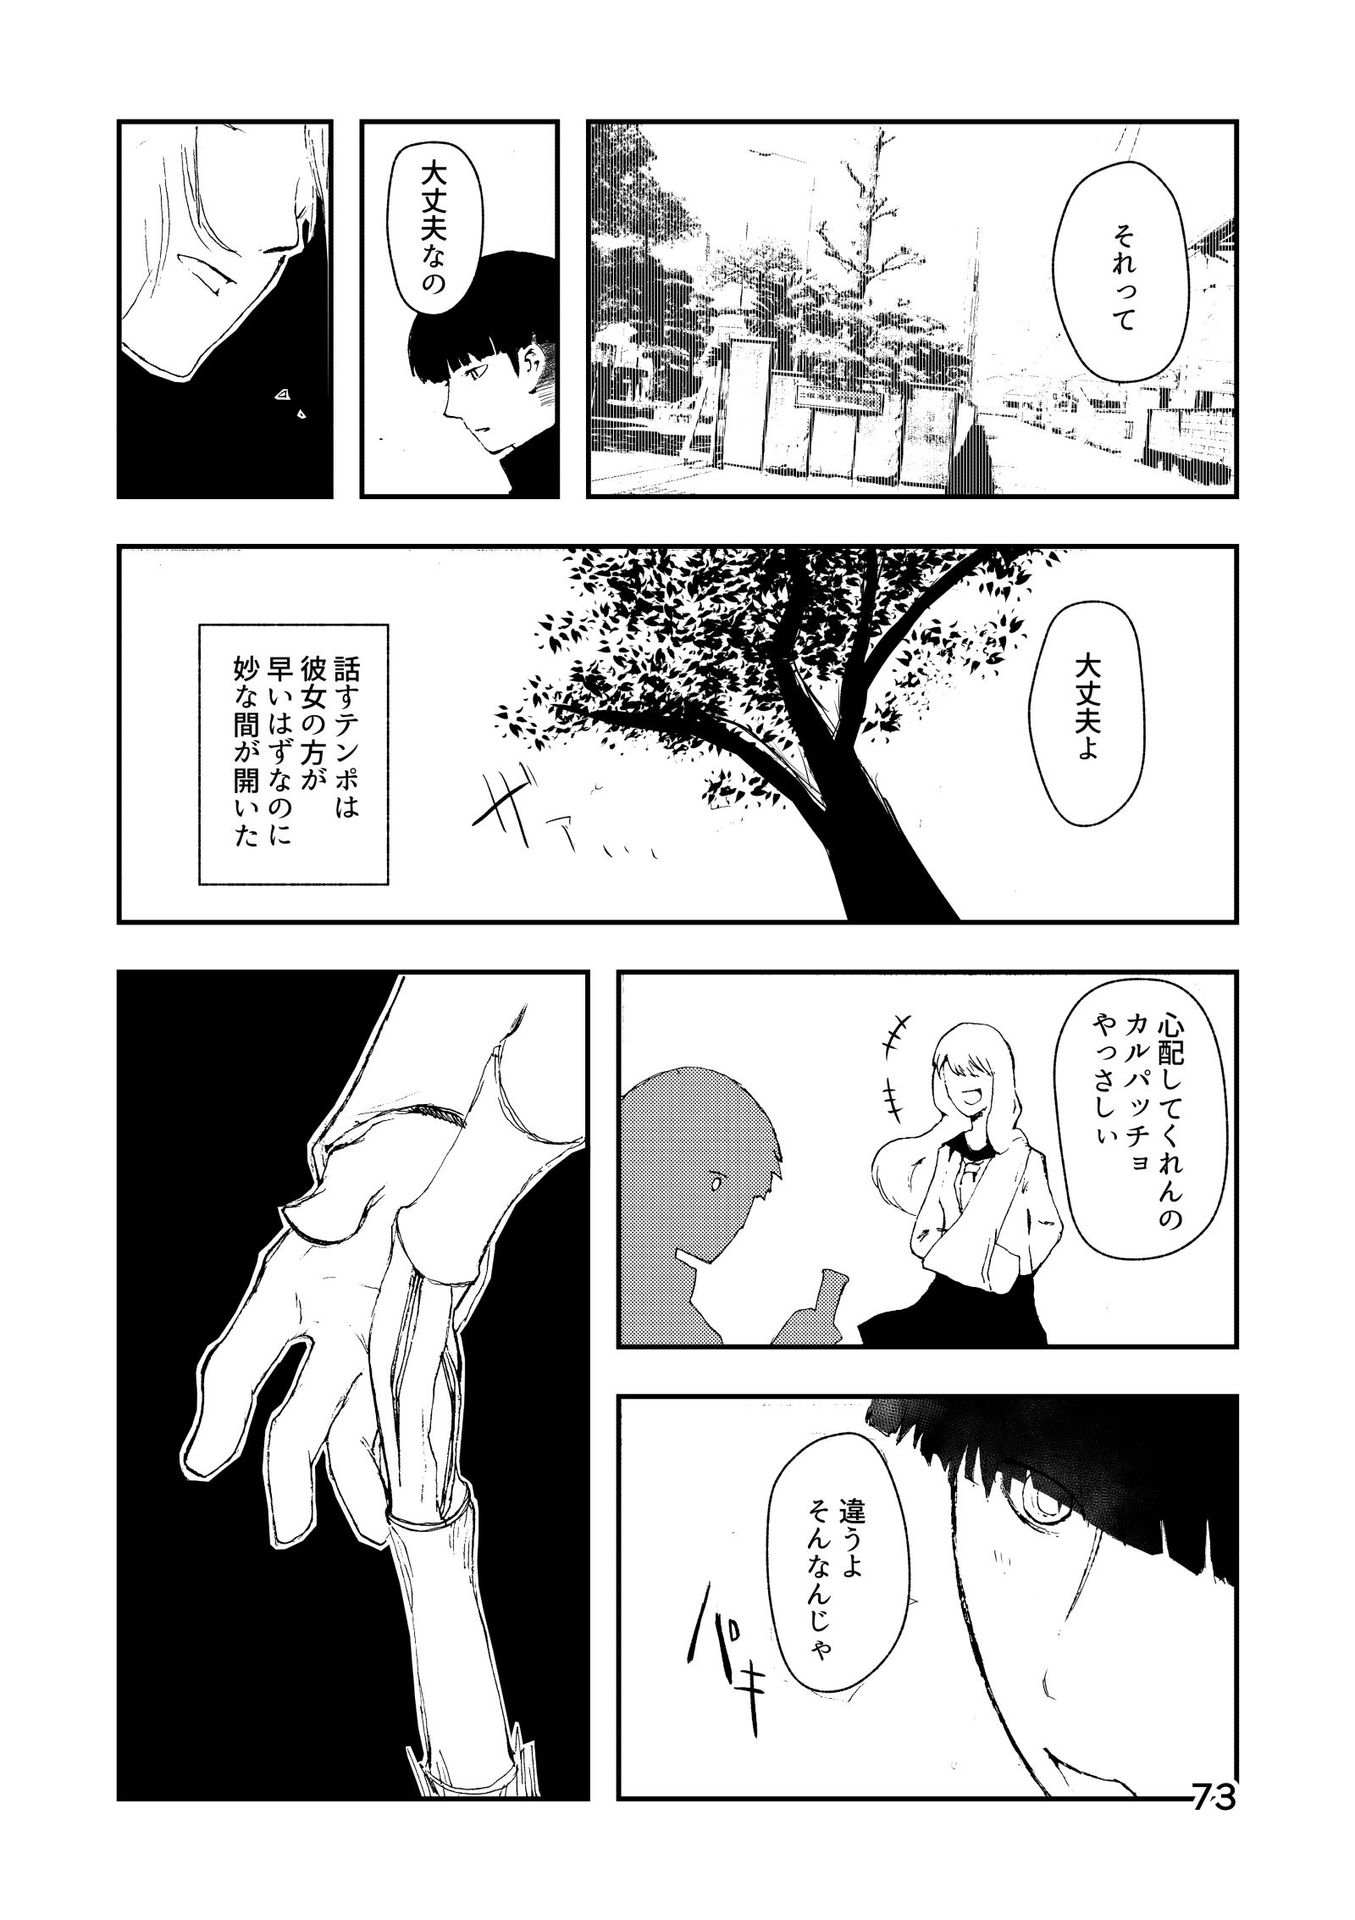 それって
大丈夫なの
大丈夫よ
ザァ...
話すテンポは
彼女の方が
早いはずなのに
妙な間が開いた
心配してくれんの
カルパッチョ
やっさしい
違うよ
そんなんじゃ
パキ
73